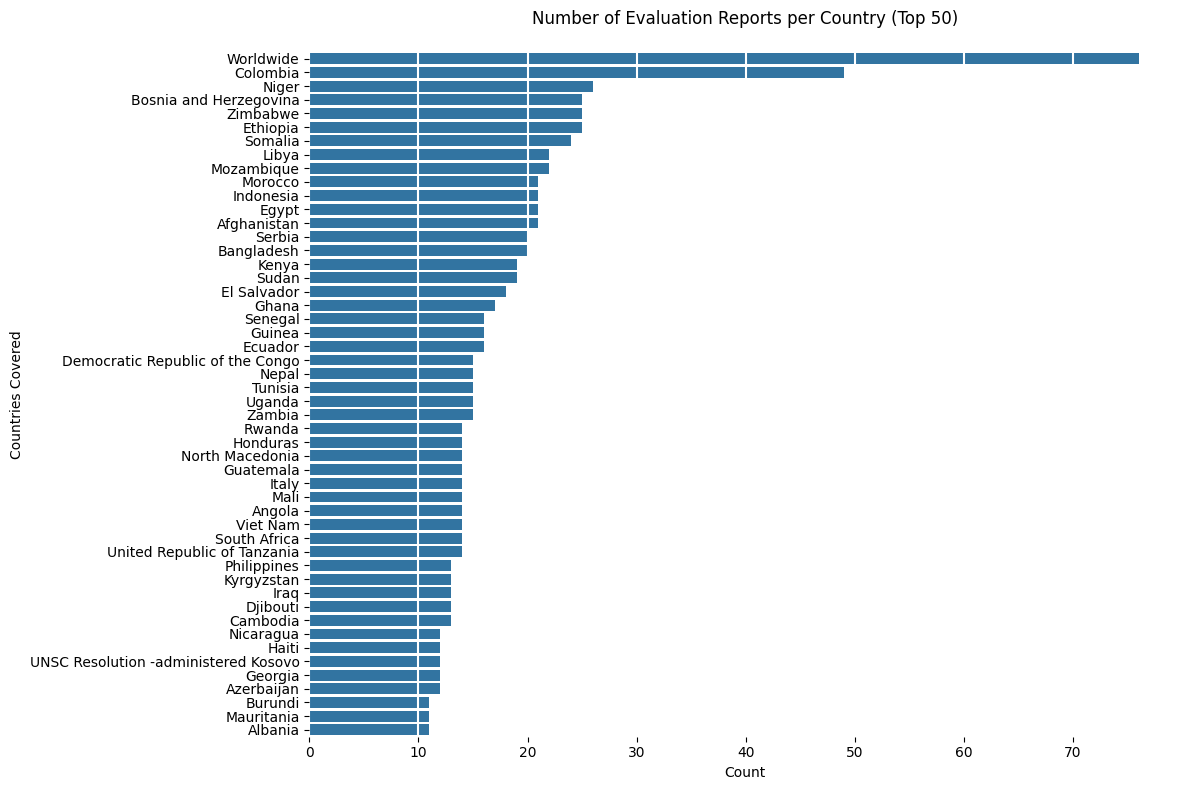 Number of Evaluation Reports per Country (Top 50)
Worldwide
Colombia
Niger
Bosnia and Herzegovina
Zimbabwe
Ethiopia
Somalia
Libya
Mozambique
Morocco
Indonesia
Egypt
Afghanistan
Serbia
Bangladesh
Kenya
Sudan
El Salvador
Ghana
Senegal
Guinea
Ecuador
Democratic Republic of the Congo
Nepal
Tunisia
Uganda
Zambia
Rwanda
Honduras
North Macedonia
Guatemala
Italy
Mali
Angola
Viet Nam
South Africa
United Republic of Tanzania
Philippines
Kyrgyzstan
Iraq
Djibouti
Cambodia
Nicaragua
Haiti
UNSC Resolution -administered Kosovo
Georgia
Azerbaijan
Burundi
Mauritania
Albania
Countries Covered
0 10 20 30 40 50 60 70
Count